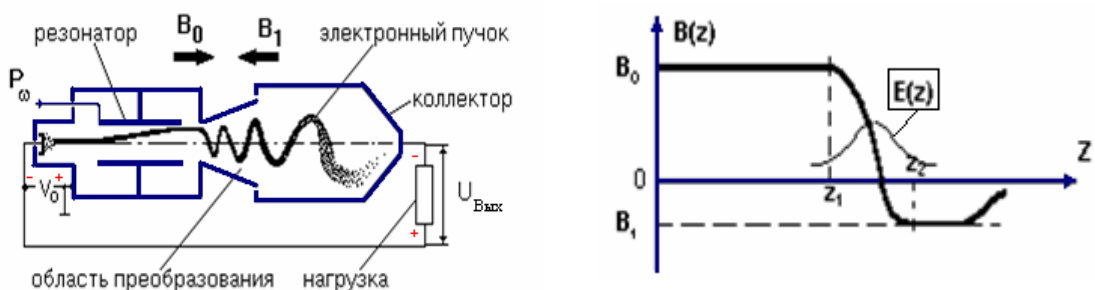 резонатор
B₀
B₁
электронный пучок
Pω
коллектор
-
+
V₀
-
+
UВых
область преобразования
нагрузка
B(z)
B₀
E(z)
Z
0
z₁
z₂
B₁